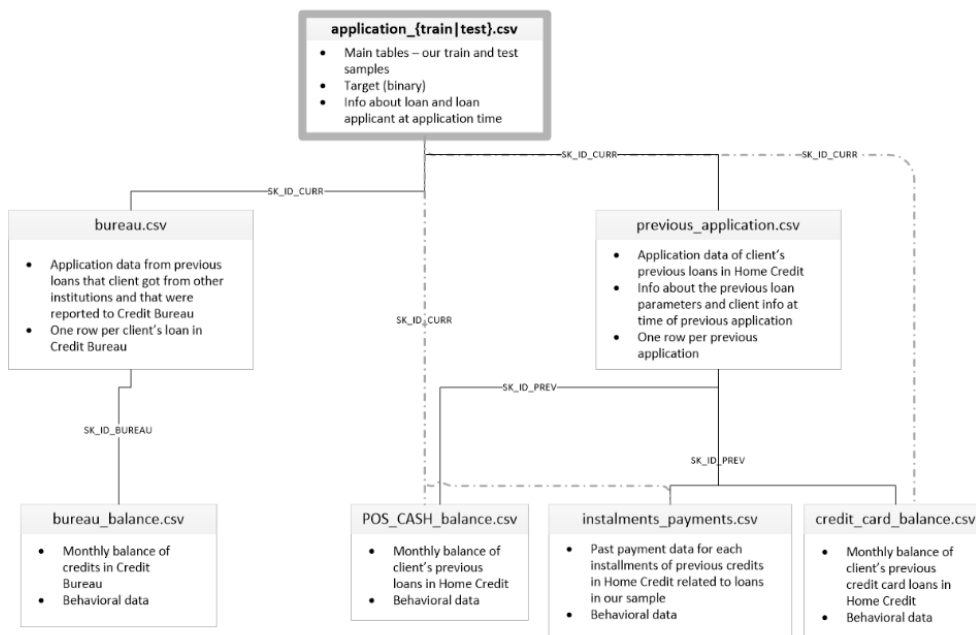 application_{train|test}.csv
• Main tables – our train and test
samples
• Target (binary)
• Info about loan and loan
applicant at application time
SK_ID_CURR
SK_ID_CURR
SK_ID_CURR
bureau.csv
• Application data from previous
loans that client got from other
institutions and that were
reported to Credit Bureau
• One row per client's loan in
Credit Bureau
previous_application.csv
• Application data of client's
previous loans in Home Credit
• Info about the previous loan
parameters and client info at
time of previous application
• One row per previous
application
SK_ID_CURR
SK_ID_PREV
SK_ID_BUREAU
SK_ID_PREV
bureau_balance.csv
• Monthly balance of
credits in Credit
Bureau
• Behavioral data
POS_CASH_balance.csv
• Monthly balance of
client's previous
loans in Home Credit
• Behavioral data
instalments_payments.csv
• Past payment data for each
installments of previous credits
in Home Credit related to loans
in our sample
• Behavioral data
credit_card_balance.csv
• Monthly balance of
client's previous
credit card loans in
Home Credit
• Behavioral data